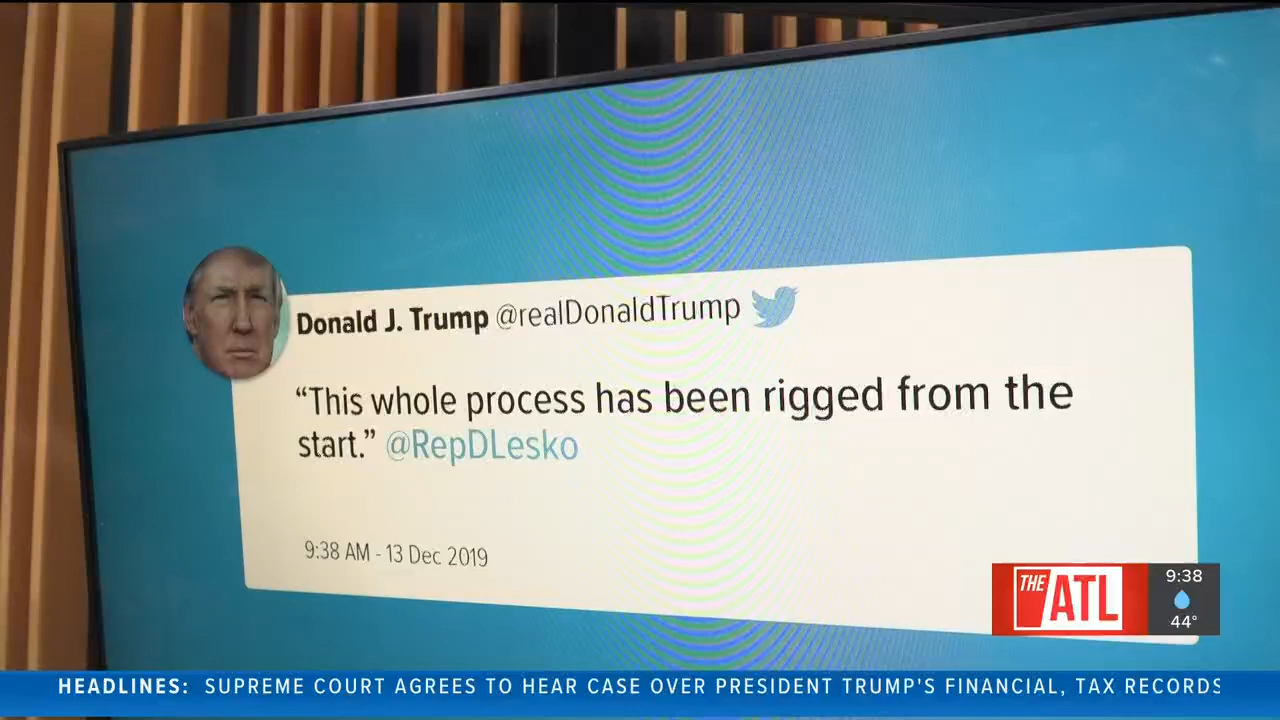 Donald J. Trump @realDonaldTrump
“This whole process has been rigged from the
start.” @RepDLesko
9:38 AM - 13 Dec 2019
THE ATL
9:38
44°
HEADLINES: SUPREME COURT AGREES TO HEAR CASE OVER PRESIDENT TRUMP'S FINANCIAL, TAX RECORDS